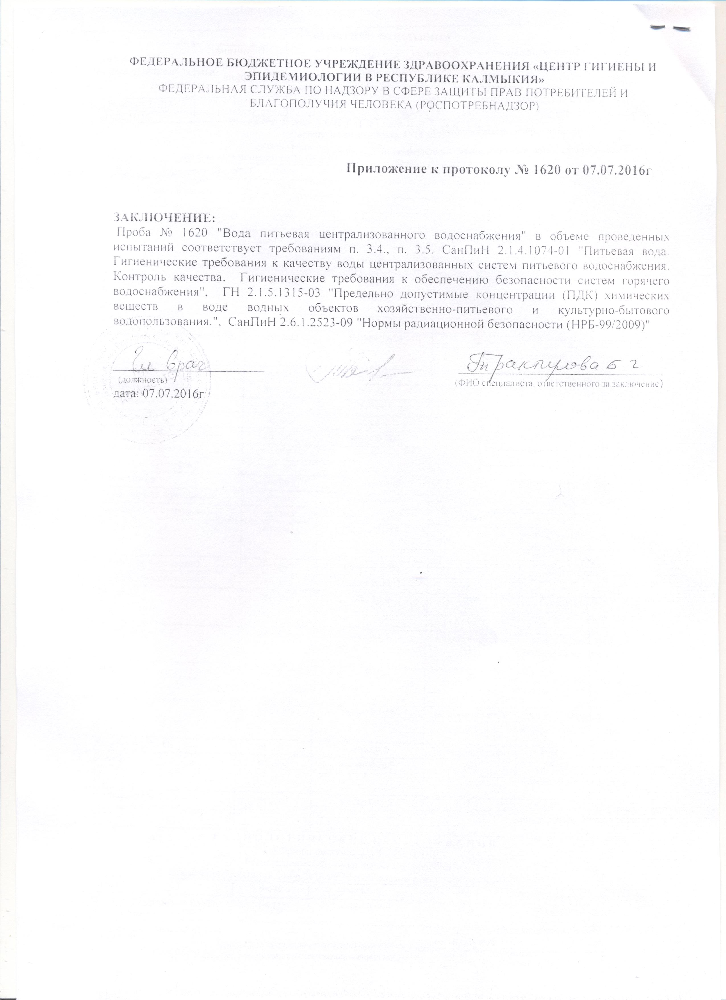 ФЕДЕРАЛЬНОЕ БЮДЖЕТНОЕ УЧРЕЖДЕНИЕ ЗДРАВООХРАНЕНИЯ «ЦЕНТР ГИГИЕНЫ И
ЭПИДЕМИОЛОГИИ В РЕСПУБЛИКЕ КАЛМЫКИЯ»
ФЕДЕРАЛЬНАЯ СЛУЖБА ПО НАДЗОРУ В СФЕРЕ ЗАЩИТЫ ПРАВ ПОТРЕБИТЕЛЕЙ И
БЛАГОПОЛУЧИЯ ЧЕЛОВЕКА (РОСПОТРЕБНАДЗОР)
Приложение к протоколу № 1620 от 07.07.2016г
ЗАКЛЮЧЕНИЕ:
Проба № 1620 "Вода питьевая централизованного водоснабжения" в объеме проведенных
испытаний соответствует требованиям п. 3.4., п. 3.5. СанПиН 2.1.4.1074-01 "Питьевая вода.
Гигиенические требования к качеству воды централизованных систем питьевого водоснабжения.
Контроль качества. Гигиенические требования к обеспечению безопасности систем горячего
водоснабжения", ГН 2.1.5.1315-03 "Предельно допустимые концентрации (ПДК) химических
веществ в воде водных объектов хозяйственно-питьевого и культурно-бытового
водопользования.", СанПиН 2.6.1.2523-09 "Нормы радиационной безопасности (НРБ-99/2009)"
Гл врач
(должность)
(ФИО специалиста, ответственного за заключение)
дата: 07.07.2016г